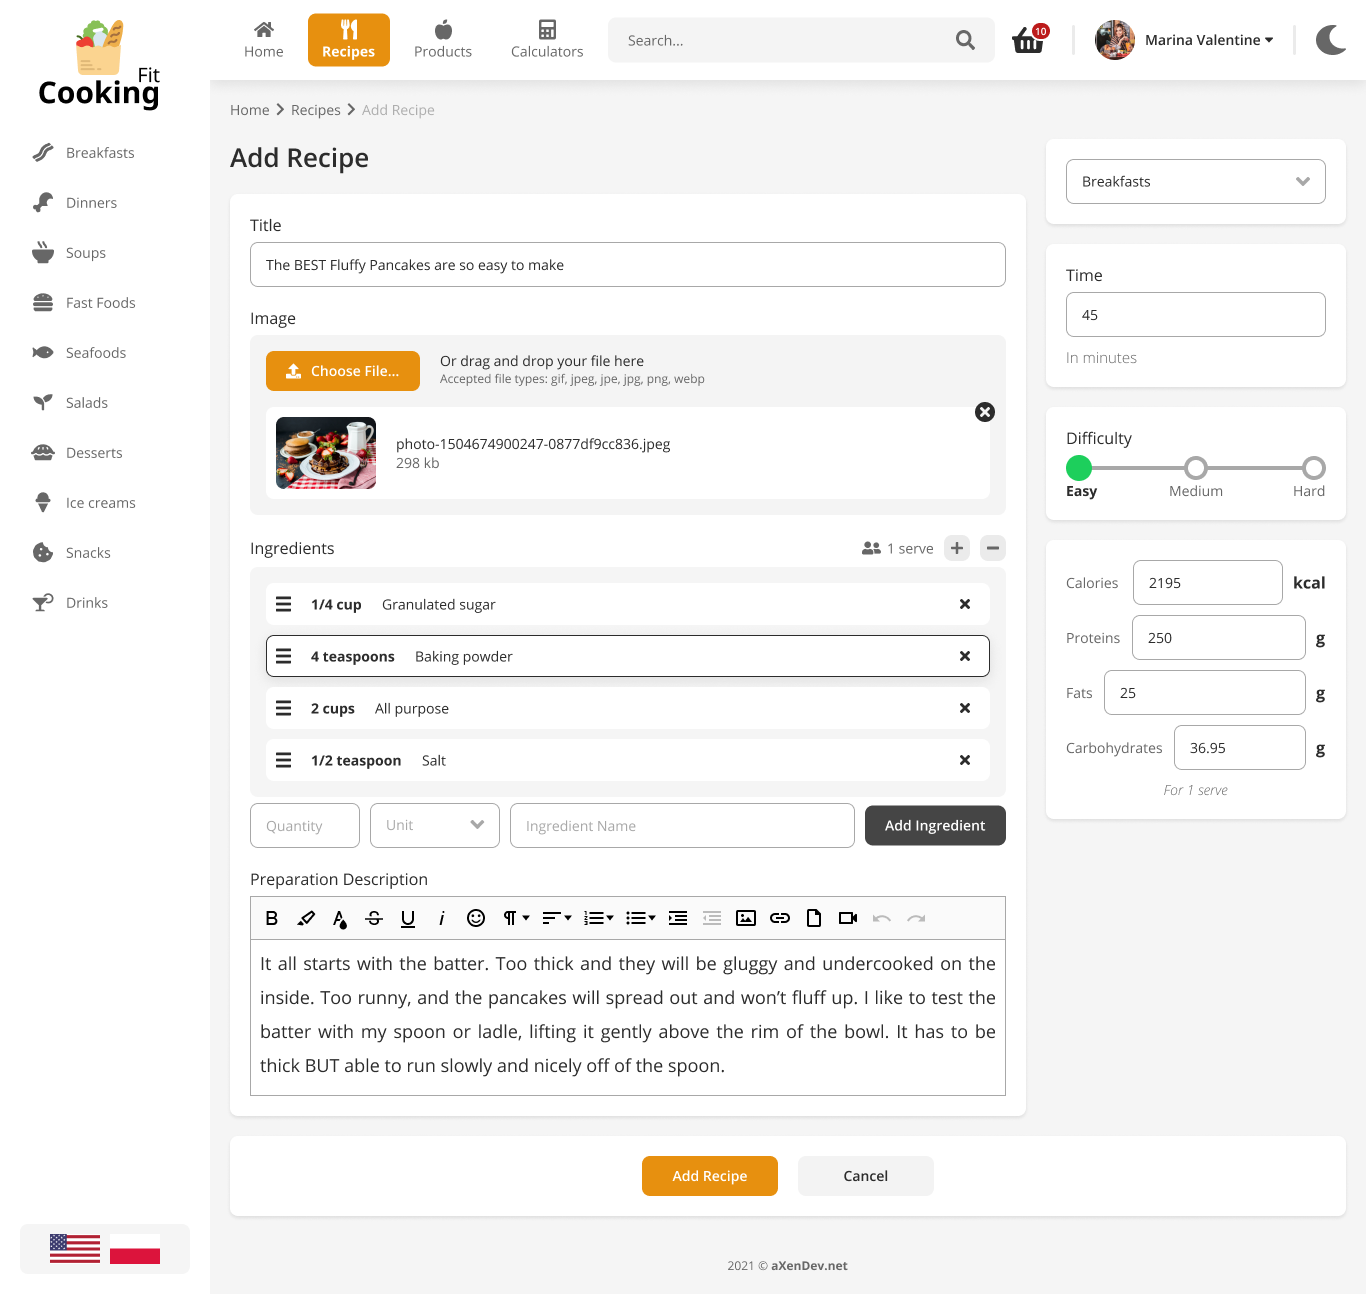 Fit
Cooking
Home
Recipes
Products
Calculators
Search...
10
Marina Valentine
Breakfasts
Dinners
Soups
Fast Foods
Seafoods
Salads
Desserts
Ice creams
Snacks
Drinks
Home Recipes Add Recipe
Add Recipe
Title
The BEST Fluffy Pancakes are so easy to make
Image
Choose File...
Or drag and drop your file here
Accepted file types: gif, jpeg, jpe, jpg, png, webp
photo-1504674900247-0877df9cc836.jpeg
298 kb
Ingredients
1 serve
1/4 cup Granulated sugar
4 teaspoons Baking powder
2 cups All purpose
1/2 teaspoon Salt
Quantity
Unit
Ingredient Name
Add Ingredient
Preparation Description
It all starts with the batter. Too thick and they will be gluggy and undercooked on the
inside. Too runny, and the pancakes will spread out and won’t fluff up. I like to test the
batter with my spoon or ladle, lifting it gently above the rim of the bowl. It has to be
thick BUT able to run slowly and nicely off of the spoon.
Breakfasts
Time
45
In minutes
Difficulty
Easy
Medium
Hard
Calories 2195 kcal
Proteins 250 g
Fats 25 g
Carbohydrates 36.95 g
For 1 serve
Add Recipe
Cancel
2021 © aXenDev.net